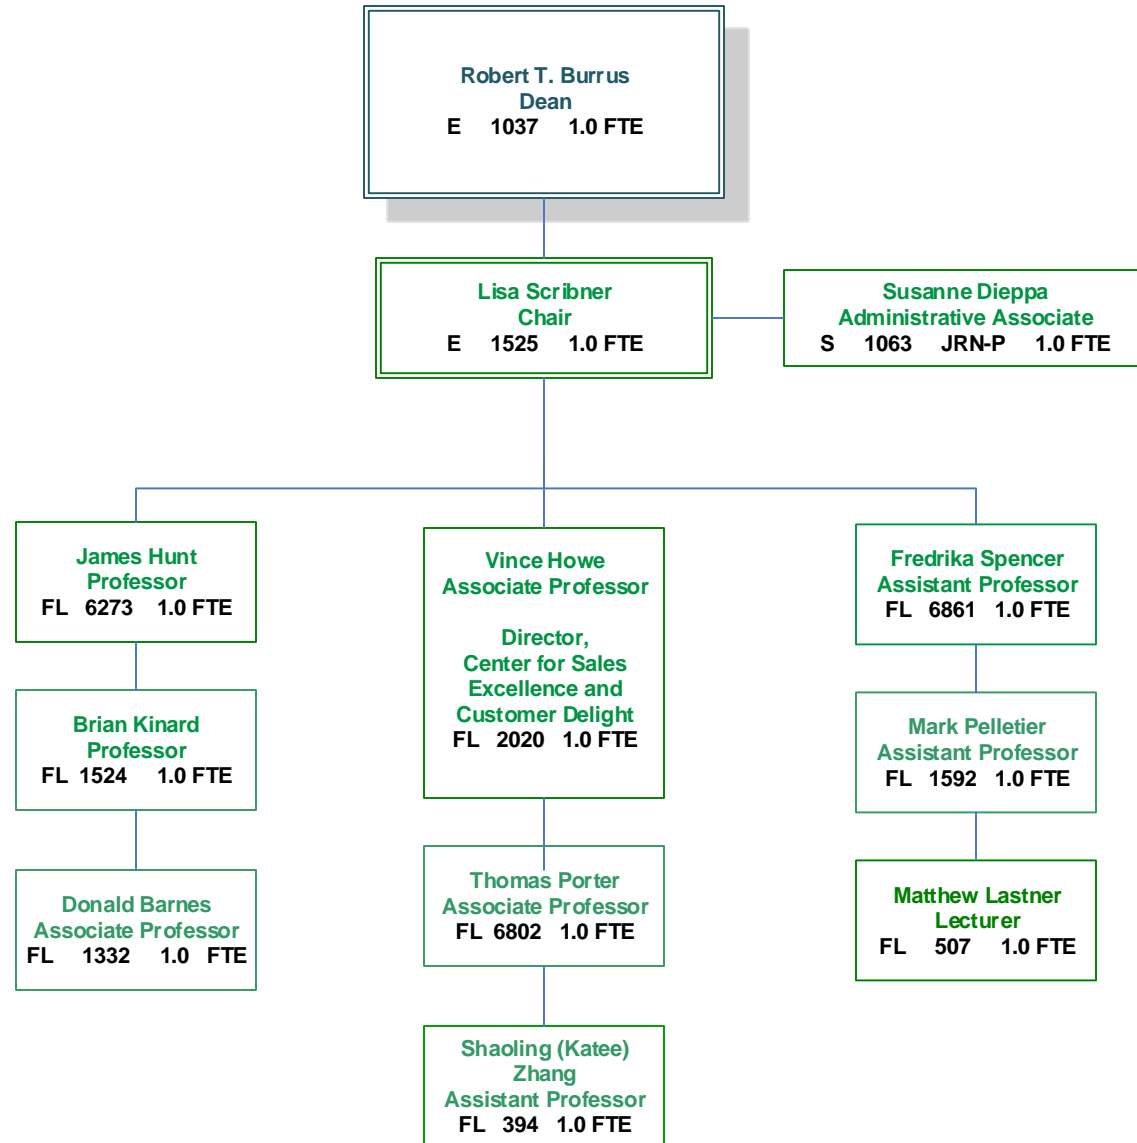 Robert T. Burrus
Dean
E 1037 1.0 FTE
Lisa Scribner
Chair
E 1525 1.0 FTE
Susanne Dieppa
Administrative Associate
S 1063 JRN-P 1.0 FTE
James Hunt
Professor
FL 6273 1.0 FTE
Brian Kinard
Professor
FL 1524 1.0 FTE
Donald Barnes
Associate Professor
FL 1332 1.0 FTE
Vince Howe
Associate Professor
Director,
Center for Sales
Excellence and
Customer Delight
FL 2020 1.0 FTE
Thomas Porter
Associate Professor
FL 6802 1.0 FTE
Shaoling (Katee)
Zhang
Assistant Professor
FL 394 1.0 FTE
Fredrika Spencer
Assistant Professor
FL 6861 1.0 FTE
Mark Pelletier
Assistant Professor
FL 1592 1.0 FTE
Matthew Lastner
Lecturer
FL 507 1.0 FTE